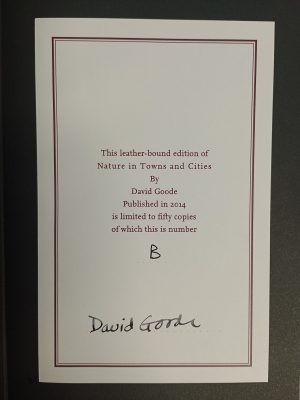 This leather-bound edition of
Nature in Towns and Cities
By
David Goode
Published in 2014
is limited to fifty copies
of which this is number
B
David Goode